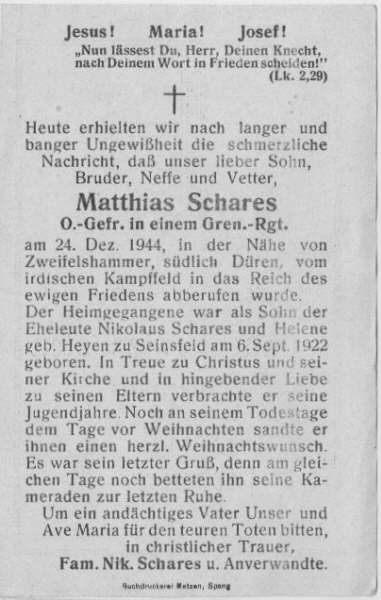 Jesus! Maria! Josef!
„Nun lässest Du, Herr, Deinen Knecht,
nach Deinem Wort in Frieden scheiden!"
(Lk. 2,29)
Heute erhielten wir nach langer und
banger Ungewißheit die schmerzliche
Nachricht, daß unser lieber Sohn,
Bruder, Neffe und Vetter,
Matthias Schares
O.-Gefr. in einem Gren.-Rgt.
am 24. Dez. 1944, in der Nähe von
Zweifelshammer, südlich Düren, vom
irdischen Kampffeld in das Reich des
ewigen Friedens abberufen wurde.
Der Heimgegangene war als Sohn der
Eheleute Nikolaus Schares und Helene
geb. Heyen zu Seinsfeld am 6. Sept. 1922
geboren. In Treue zu Christus und sei-
ner Kirche und in hingebender Liebe
zu seinen Eltern verbrachte er seine
Jugendjahre. Noch an seinem Todestage
dem Tage vor Weihnachten sandte er
ihnen einen herzl. Weihnachtswunsch.
Es war sein letzter Gruß, denn am glei-
chen Tage noch betteten ihn seine Ka-
meraden zur letzten Ruhe.
Um ein andächtiges Vater Unser und
Ave Maria für den teuren Toten bitten,
in christlicher Trauer,
Fam. Nik. Schares u. Anverwandte.
Buchdruckerei Metzen, Spang